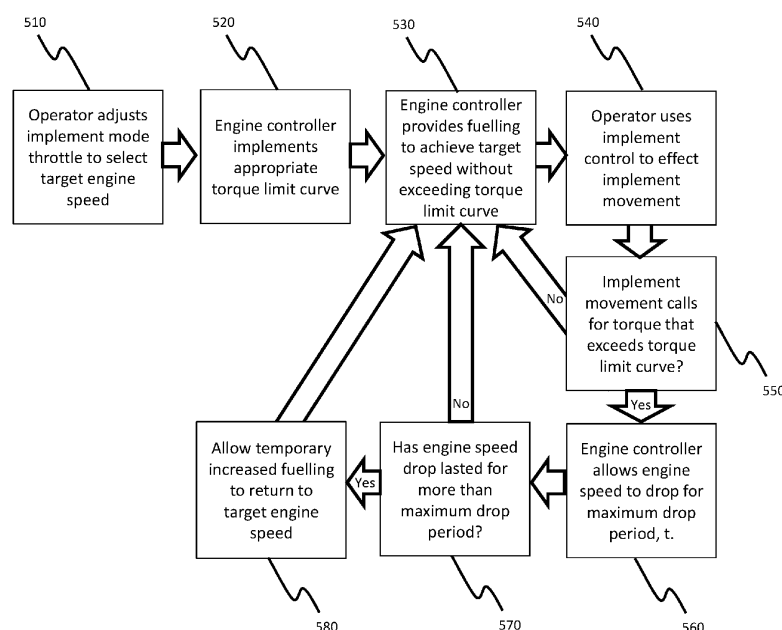 510
520
530
540
Operator adjusts
implement mode
throttle to select
target engine
speed
Engine controller
implements
appropriate
torque limit curve
Engine controller
provides fuelling
to achieve target
speed without
exceeding torque
limit curve
Operator uses
implement
control to effect
implement
movement
Implement
movement calls
for torque that
exceeds torque
limit curve?
No
550
Yes
Engine controller
allows engine
speed to drop for
maximum drop
period, t.
560
Has engine speed
drop lasted for
more than
maximum drop
period?
No
570
Yes
Allow temporary
increased fuelling
to return to
target engine
speed
580